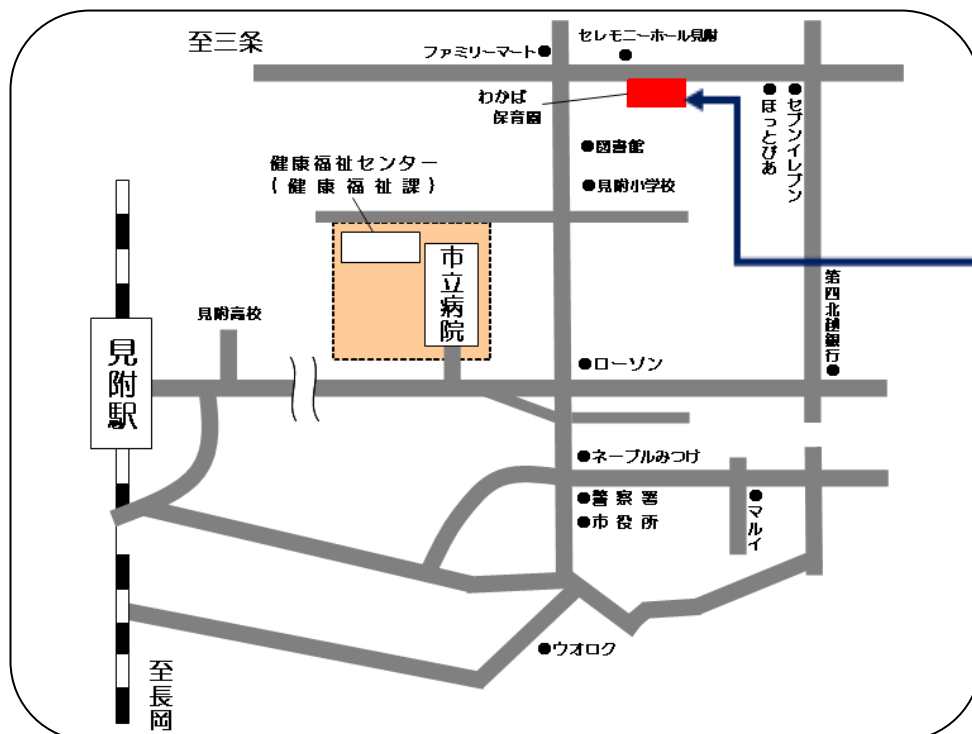 至三条
ファミリーマート
セレモニーホール見附
わかば
保育園
ほっとぴあ
セブンイレブン
図書館
健康福祉センター
(健康福祉課)
見附小学校
市立病院
見附高校
第四北越銀行
見附駅
ローソン
ネーブルみつけ
警察署
市役所
マルイ
ウオロク
至長岡